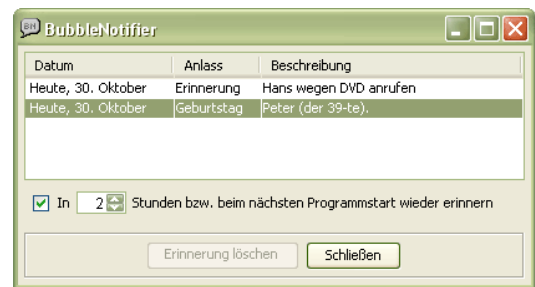 BN BubbleNotifier
Datum Anlass Beschreibung
Heute, 30. Oktober Erinnerung Hans wegen DVD anrufen
Heute, 30. Oktober Geburtstag Peter (der 39-te).
In 2 Stunden bzw. beim nächsten Programmstart wieder erinnern
Erinnerung löschen Schließen